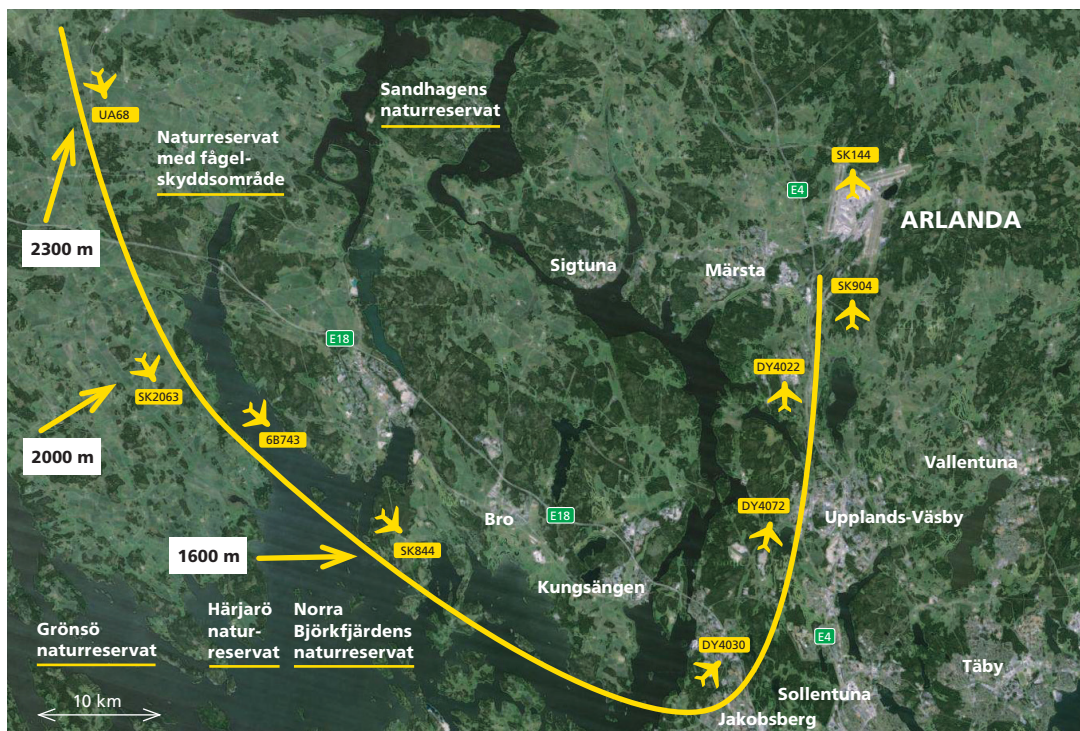 Sandhagens
naturreservat
UA68
Naturreservat
med fågel-
skyddsområde
SK144
E4
ARLANDA
2300 m
Sigtuna
Märsta
SK904
E18
DY4022
SK2063
2000 m
6B743
Vallentuna
DY4072
Bro
E18
Upplands-Väsby
1600 m
SK844
Kungsängen
Grönsö
naturreservat
Härjarö
natur-
reservat
Norra
Björkfjärdens
naturreservat
DY4030
E4
Täby
10 km
Sollentuna
Jakobsberg